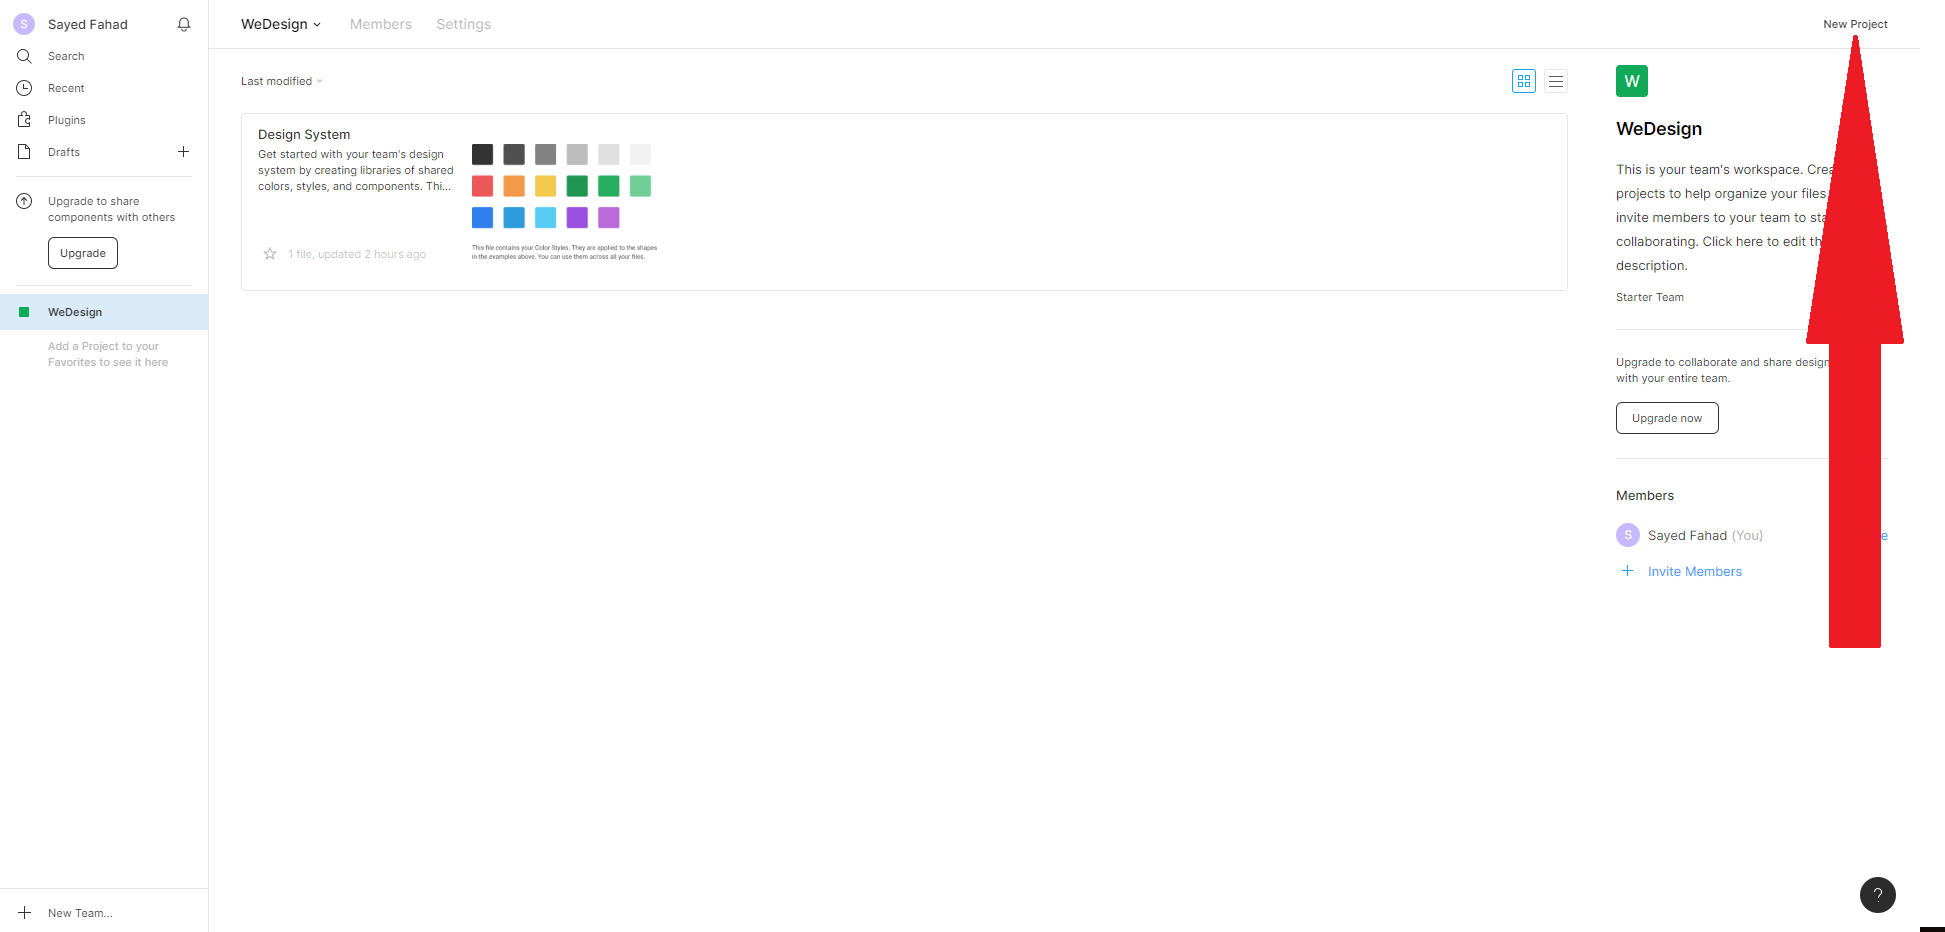 S Sayed Fahad
Search
Recent
Plugins
Drafts
Upgrade to share
components with others
Upgrade
WeDesign
Add a Project to your
Favorites to see it here
New Team...
WeDesign Members Settings New Project
Last modified
Design System
Get started with your team's design
system by creating libraries of shared
colors, styles, and components. Thi...
1 file, updated 2 hours ago
This file contains your Color Styles. They are applied to the shapes
in the examples above. You can use them across all your files.
W
WeDesign
This is your team's workspace. Crea
projects to help organize your files
invite members to your team to sta
collaborating. Click here to edit th
description.
Starter Team
Upgrade to collaborate and share design
with your entire team.
Upgrade now
Members
S Sayed Fahad (You) e
Invite Members
?